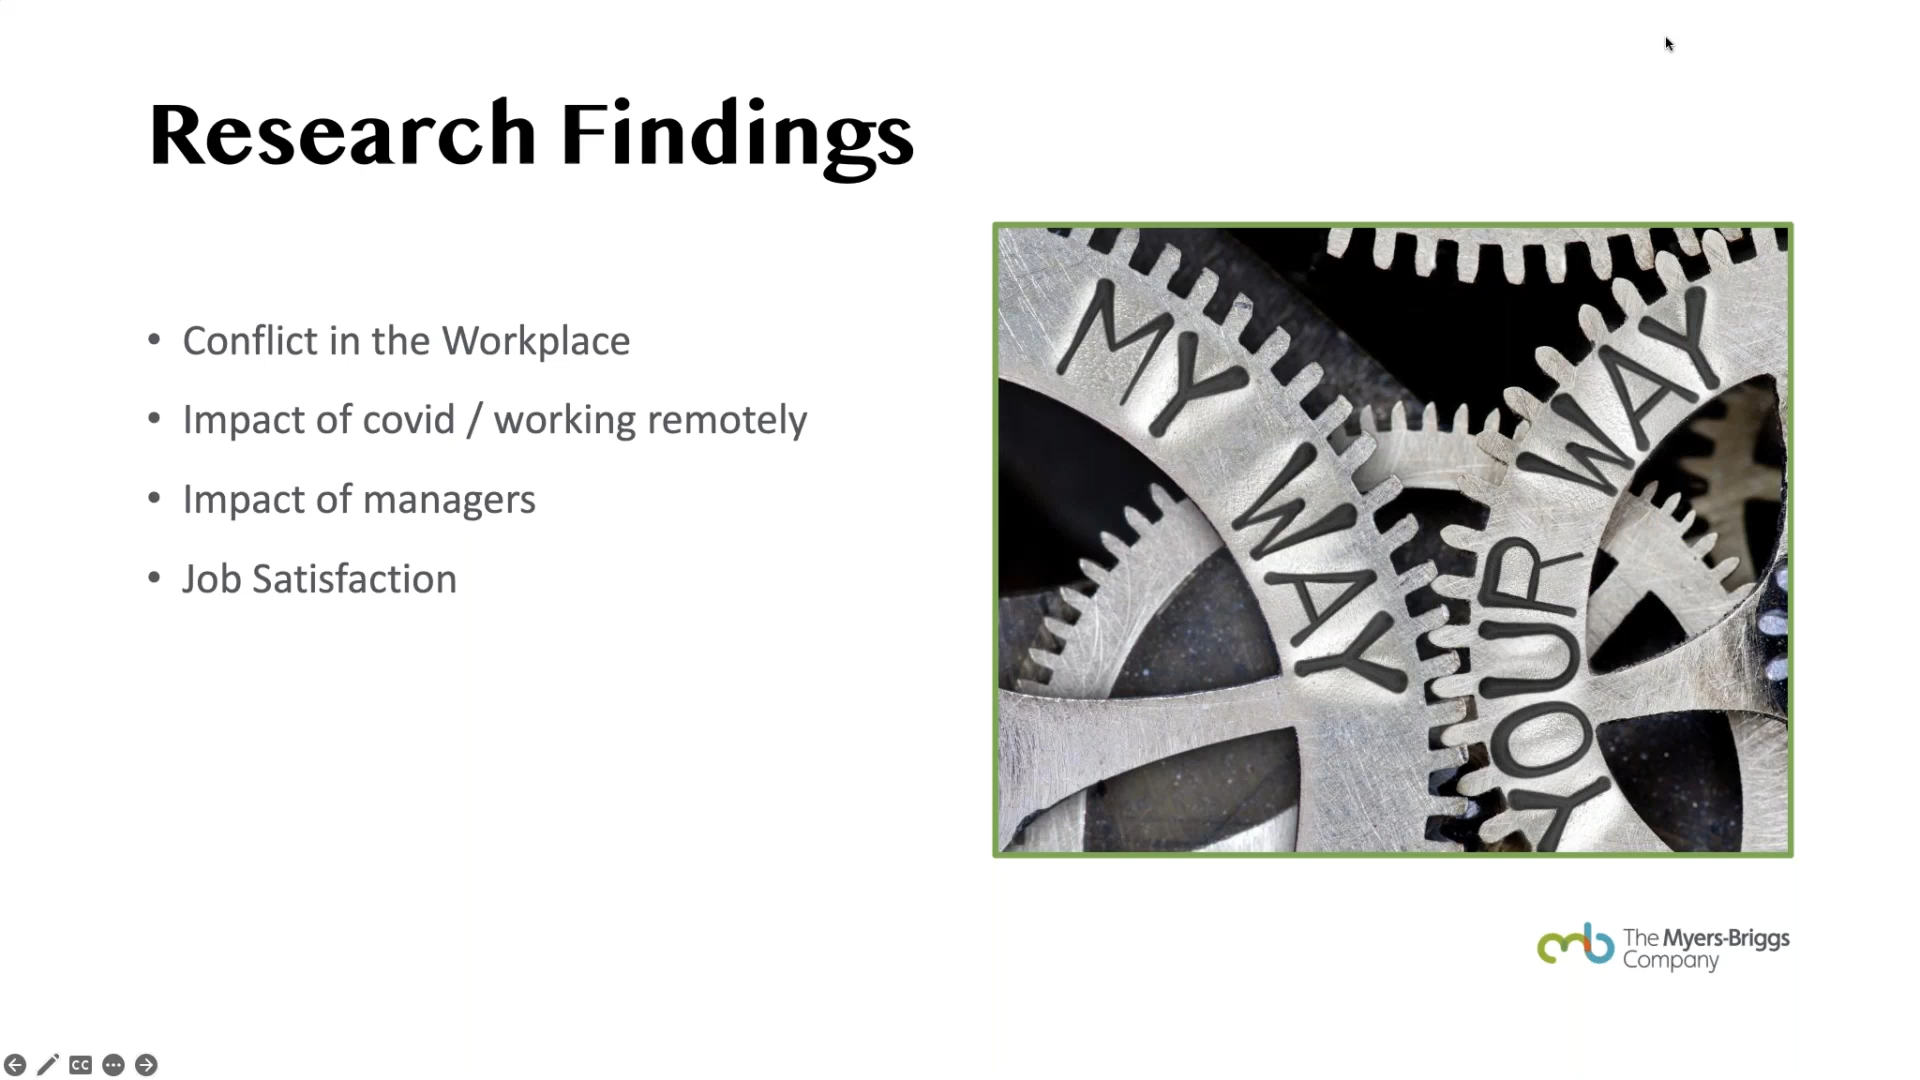 Research Findings
• Conflict in the Workplace
• Impact of covid / working remotely
• Impact of managers
• Job Satisfaction
MY WAY
YOUR WAY
The Myers-Briggs
Company
CC